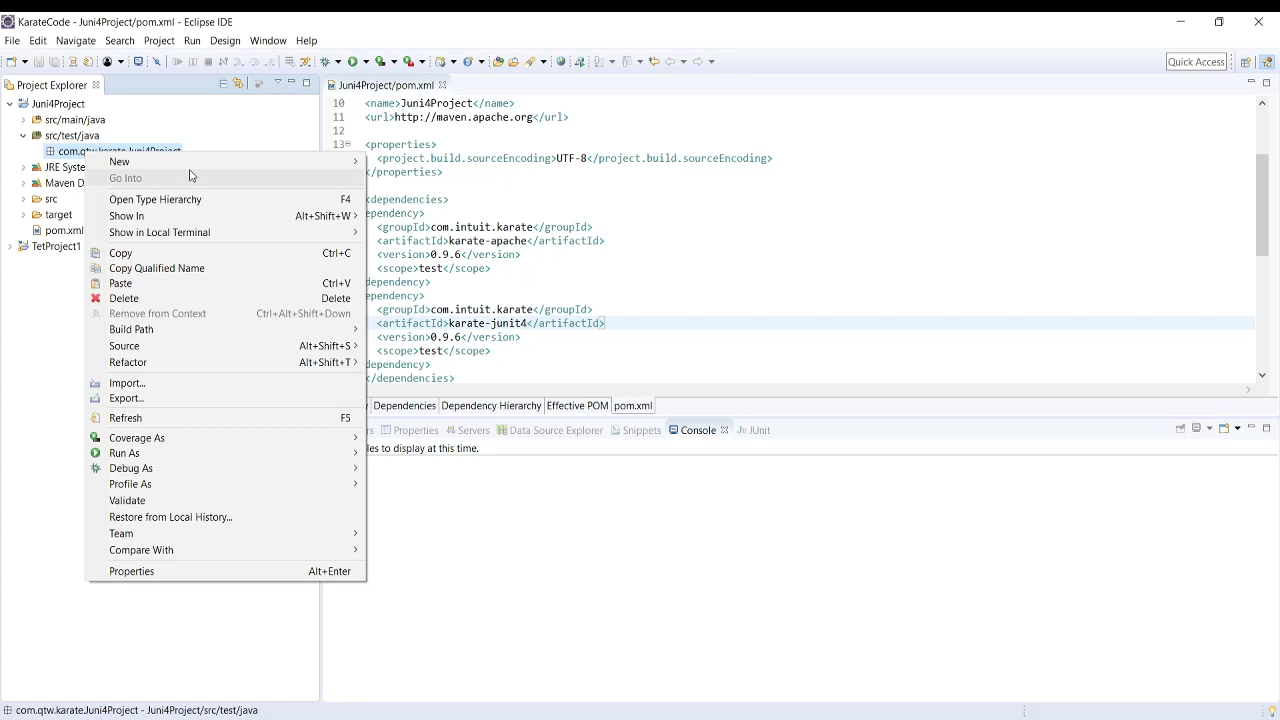 KarateCode - Juni4Project/pom.xml - Eclipse IDE
File Edit Navigate Search Project Run Design Window Help
Quick Access
Project Explorer
Juni4Project/pom.xml
Juni4Project
src/main/java
src/test/java
com.qtw.karate.Juni4Project
JRE Syste
Maven D
src
target
pom.xml
TetProject1
New
Go Into
Open Type Hierarchy F4
Show In Alt+Shift+W
Show in Local Terminal
Copy Ctrl+C
Copy Qualified Name
Paste Ctrl+V
Delete Delete
Remove from Context Ctrl+Alt+Shift+Down
Build Path
Source Alt+Shift+S
Refactor Alt+Shift+T
Import...
Export...
Refresh F5
Coverage As
Run As
Debug As
Profile As
Validate
Restore from Local History...
Team
Compare With
Properties Alt+Enter
10 <name>Juni4Project</name>
11 <url>http://maven.apache.org</url>
12
13 <properties>
<project.build.sourceEncoding>UTF-8</project.build.sourceEncoding>
</properties>
<dependencies>
ependency>
<groupId>com.intuit.karate</groupId>
<artifactId>karate-apache</artifactId>
<version>0.9.6</version>
<scope>test</scope>
dependency>
ependency>
<groupId>com.intuit.karate</groupId>
<artifactId>karate-junit4</artifactId>
<version>0.9.6</version>
<scope>test</scope>
dependency>
</dependencies>
Dependencies Dependency Hierarchy Effective POM pom.xml
rs Properties Servers Data Source Explorer Snippets Console JUnit
les to display at this time.
com.qtw.karate.Juni4Project - Juni4Project/src/test/java